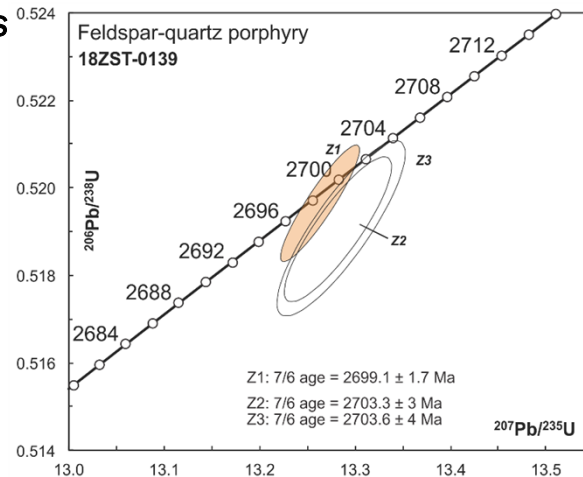 s
0.524
Feldspar-quartz porphyry
18ZST-0139
2712
2708
0.522
2704
Z1
Z3
2700
0.520
2696
Z2
²⁰⁶Pb/²³⁸U
2692
0.518
2688
2684
0.516
Z1: 7/6 age = 2699.1 ± 1.7 Ma
Z2: 7/6 age = 2703.3 ± 3 Ma
Z3: 7/6 age = 2703.6 ± 4 Ma
²⁰⁷Pb/²³⁵U
0.514
13.0 13.1 13.2 13.3 13.4 13.5